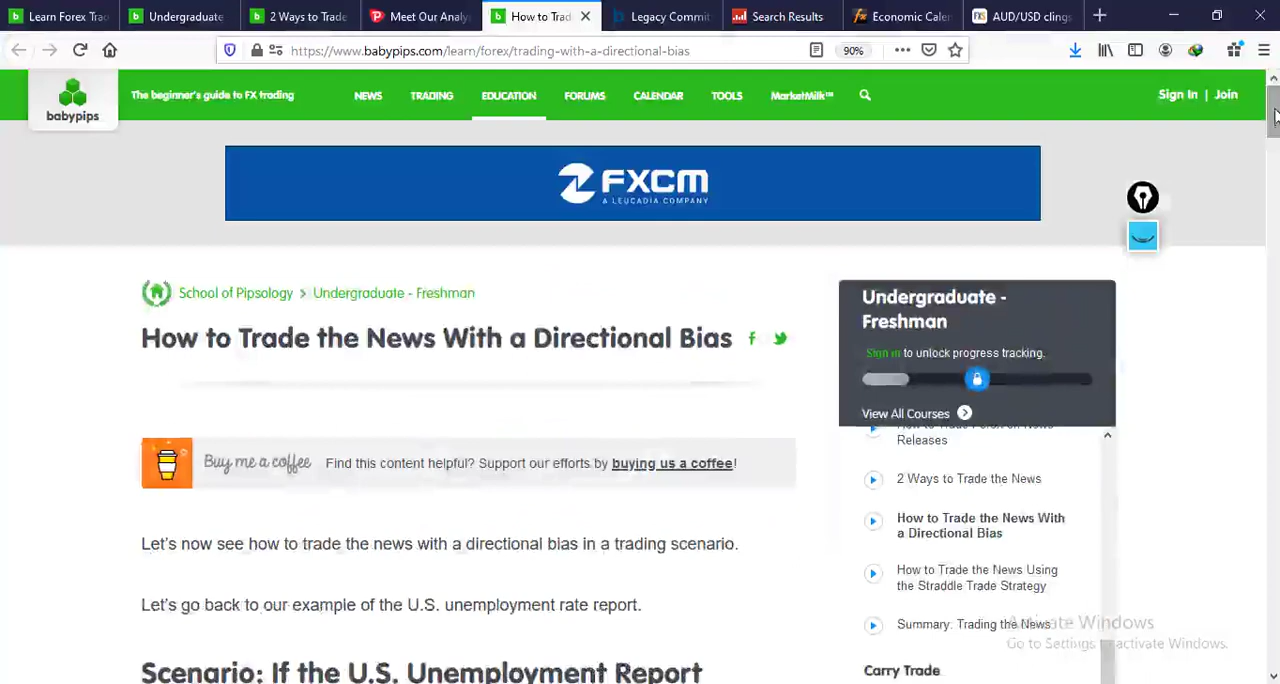 Learn Forex Trad
Undergraduate
2 Ways to Trade
Meet Our Analy
How to Trad
Legacy Commit
Search Results
Economic Calen
AUD/USD clings
https://www.babypips.com/learn/forex/trading-with-a-directional-bias
90%
babypips
The beginner's guide to FX trading
NEWS
TRADING
EDUCATION
FORUMS
CALENDAR
TOOLS
MarketMilk™
Sign In | Join
FXCM
A LEUCADIA COMPANY
School of Pipsology > Undergraduate - Freshman
How to Trade the News With a Directional Bias
Buy me a coffee
Find this content helpful? Support our efforts by buying us a coffee!
Let's now see how to trade the news with a directional bias in a trading scenario.
Let's go back to our example of the U.S. unemployment rate report.
Scenario: If the U.S. Unemployment Report
Undergraduate -
Freshman
Sign in to unlock progress tracking.
View All Courses
How to Trade Forex on News
Releases
2 Ways to Trade the News
How to Trade the News With
a Directional Bias
How to Trade the News Using
the Straddle Trade Strategy
Summary: Trading the News
Carry Trade
Activate Windows
Go to Settings to activate Windows.